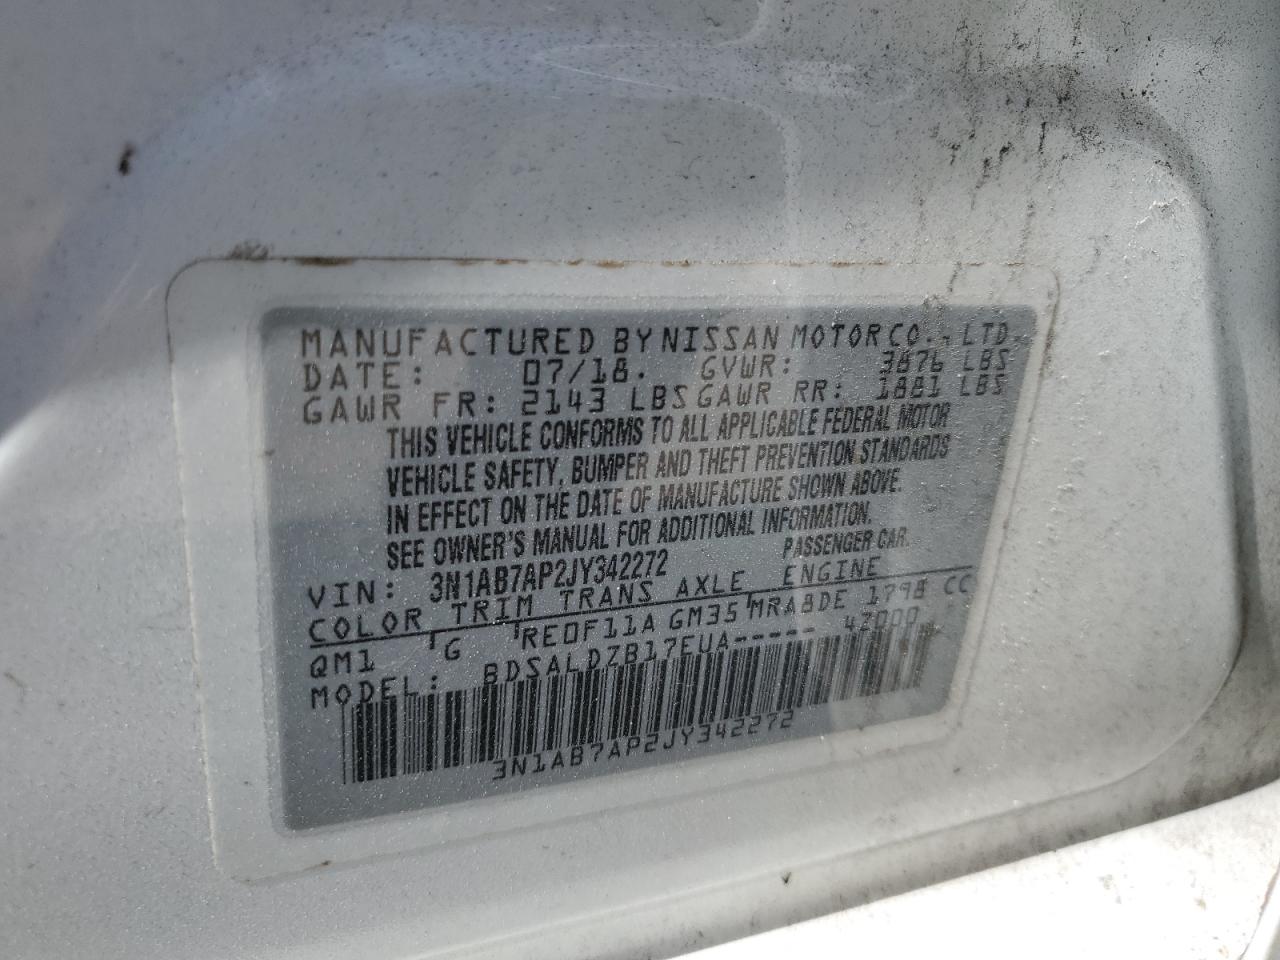 MANUFACTURED BY NISSAN MOTOR CO., LTD.
DATE: 07/18. GVWR: 3876 LBS
GAWR FR: 2143 LBS GAWR RR: 1881 LBS
THIS VEHICLE CONFORMS TO ALL APPLICABLE FEDERAL MOTOR
VEHICLE SAFETY, BUMPER AND THEFT PREVENTION STANDARDS
IN EFFECT ON THE DATE OF MANUFACTURE SHOWN ABOVE.
SEE OWNER'S MANUAL FOR ADDITIONAL INFORMATION.
VIN: 3N1AB7AP2JY342272 PASSENGER CAR.
COLOR TRIM TRANS AXLE ENGINE
QM1 G RE0F11A GM35 MRA8DE 1798 CC
MODEL: BDSALDZB17EUA----- 4Z000
3N1AB7AP2JY342272